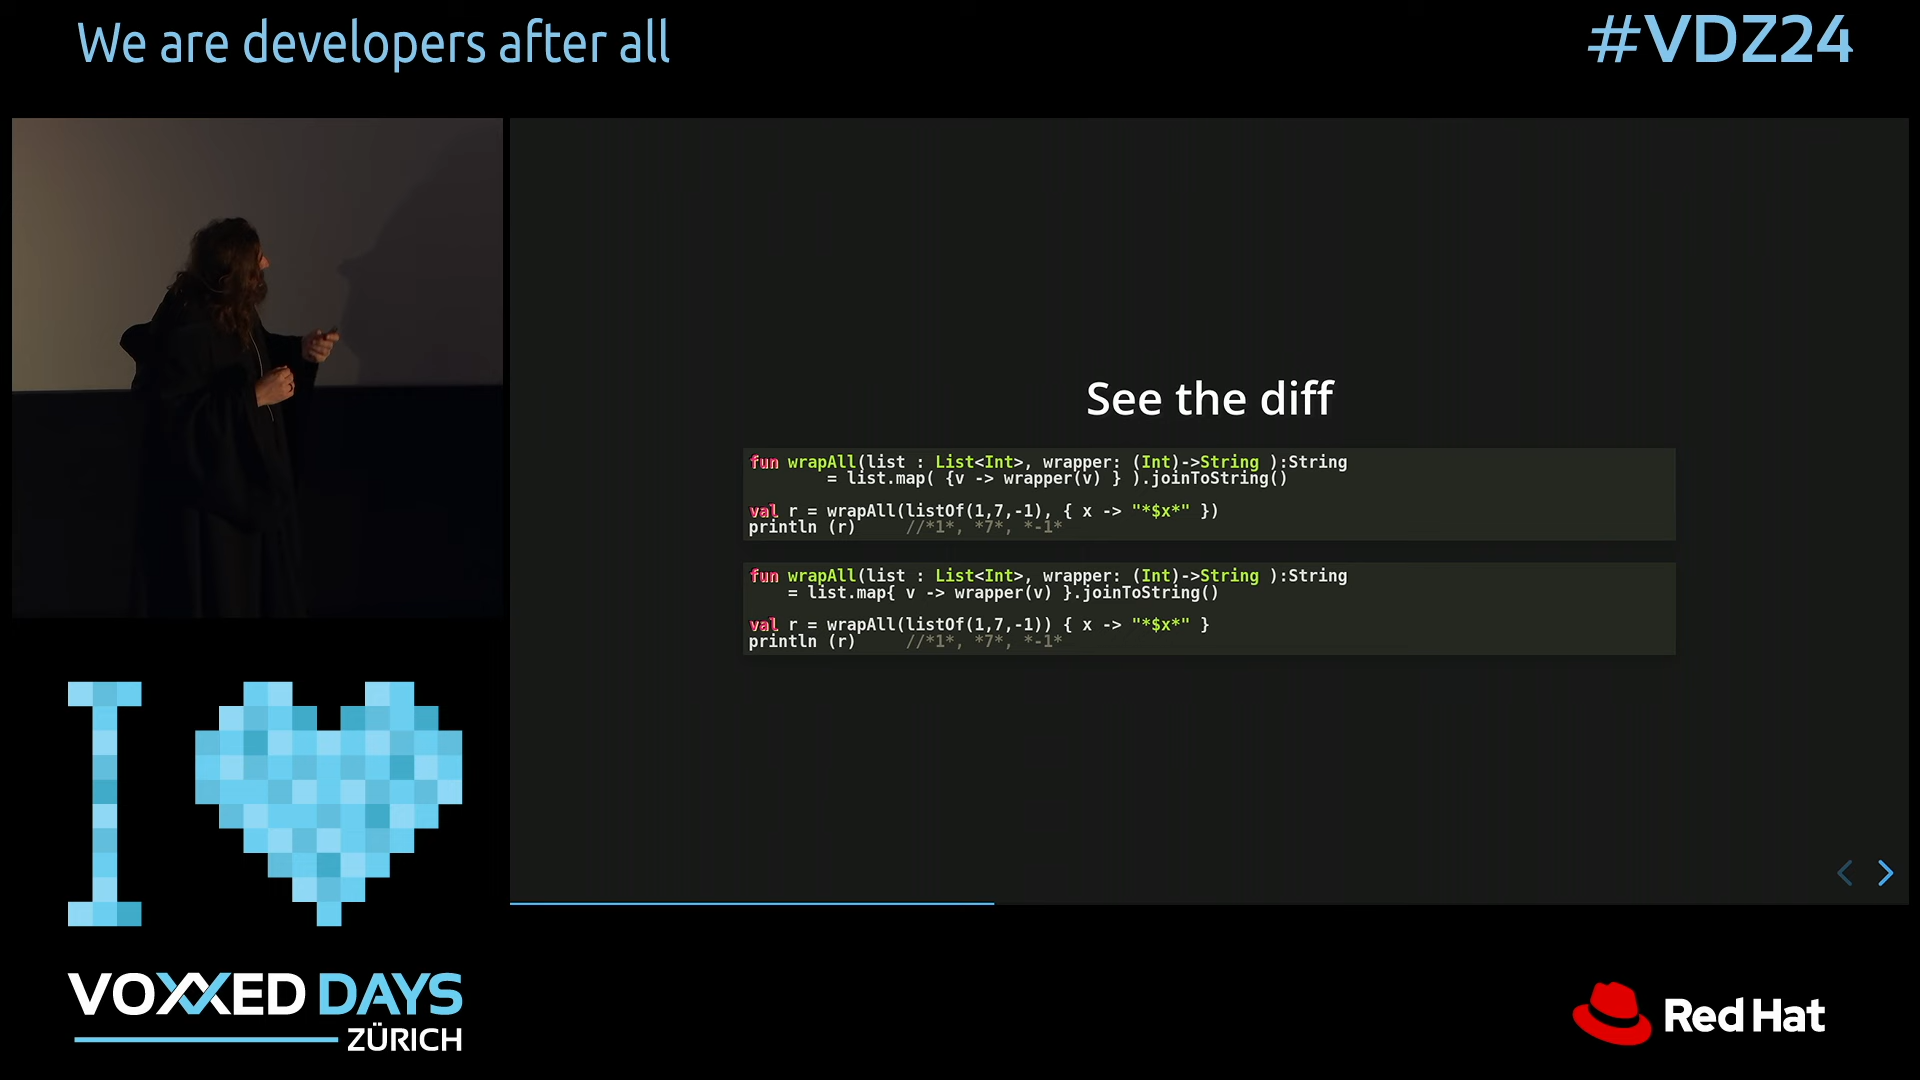 We are developers after all
#VDZ24
See the diff
fun wrapAll(list : List<Int>, wrapper: (Int)->String ):String
        = list.map( {v -> wrapper(v) } ).joinToString()
val r = wrapAll(listOf(1,7,-1), { x -> "*$x*" })
println (r)     //*1*, *7*, *-1*
fun wrapAll(list : List<Int>, wrapper: (Int)->String ):String
    = list.map{ v -> wrapper(v) }.joinToString()
val r = wrapAll(listOf(1,7,-1)) { x -> "*$x*" }
println (r)     //*1*, *7*, *-1*
I
VOXXED DAYS
ZÜRICH
Red Hat